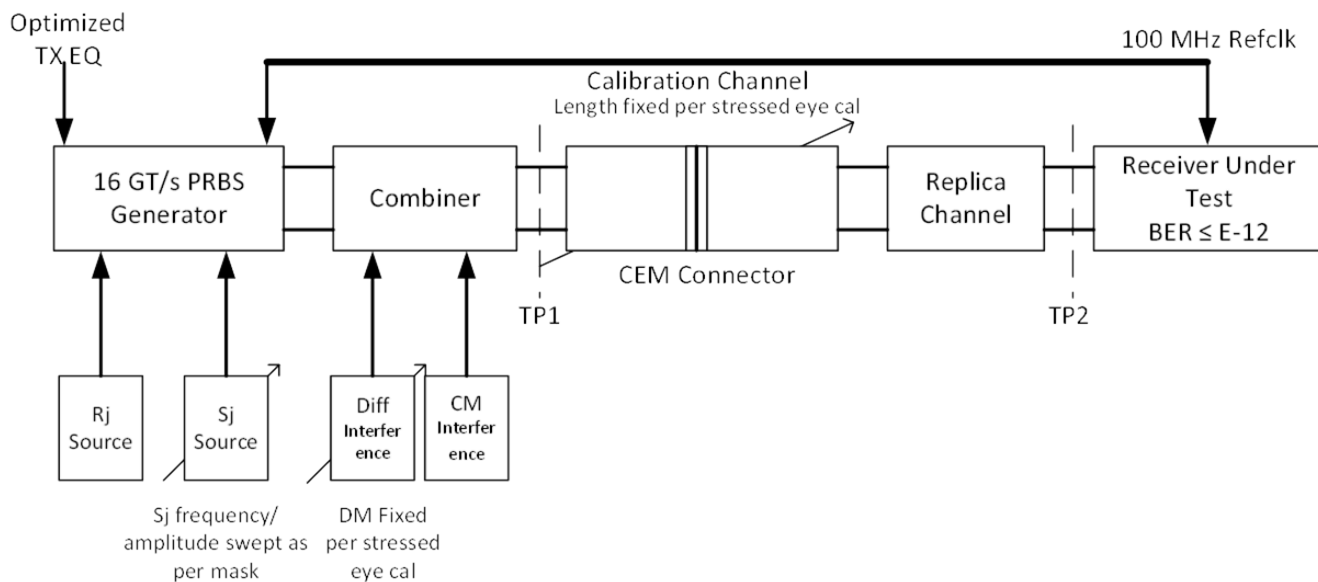 Optimized
TX EQ
100 MHz Refclk
Calibration Channel
Length fixed per stressed eye cal
16 GT/s PRBS
Generator
Combiner
Replica
Channel
Receiver Under
Test
BER ≤ E-12
CEM Connector
TP1
TP2
Rj
Source
Sj
Source
Diff
Interfer
ence
CM
Interfer
ence
Sj frequency/
amplitude swept as
per mask
DM Fixed
per stressed
eye cal